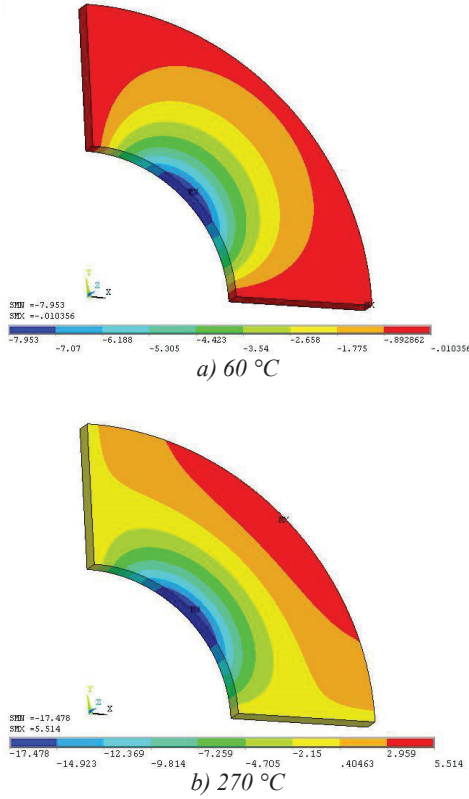 Y
Z
X
SMN =-7.953
SMX =-.010356
MX
-7.953 -6.188 -4.423 -2.658 -.892862
-7.07 -5.305 -3.54 -1.775 -.010356
a) 60 °C
MX
Y
Z
X
SMN =-17.478
SMX =5.514
-17.478 -12.369 -7.259 -2.15 2.959
-14.923 -9.814 -4.705 .40463 5.514
b) 270 °C